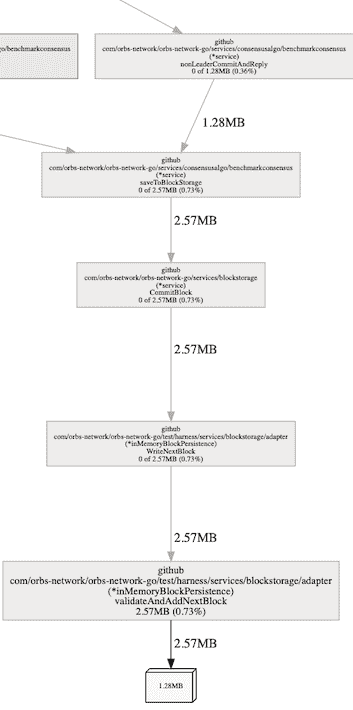 go/benchmarkconsensus
github
com/orbs-network/orbs-network-go/services/consensusalgo/benchmarkconsensus
(*service)
nonLeaderCommitAndReply
0 of 1.28MB (0.36%)
1.28MB
github
com/orbs-network/orbs-network-go/services/consensusalgo/benchmarkconsensus
(*service)
saveToBlockStorage
0 of 2.57MB (0.73%)
2.57MB
github
com/orbs-network/orbs-network-go/services/blockstorage
(*service)
CommitBlock
0 of 2.57MB (0.73%)
2.57MB
github
com/orbs-network/orbs-network-go/test/harness/services/blockstorage/adapter
(*inMemoryBlockPersistence)
WriteNextBlock
0 of 2.57MB (0.73%)
2.57MB
github
com/orbs-network/orbs-network-go/test/harness/services/blockstorage/adapter
(*inMemoryBlockPersistence)
validateAndAddNextBlock
2.57MB (0.73%)
2.57MB
1.28MB